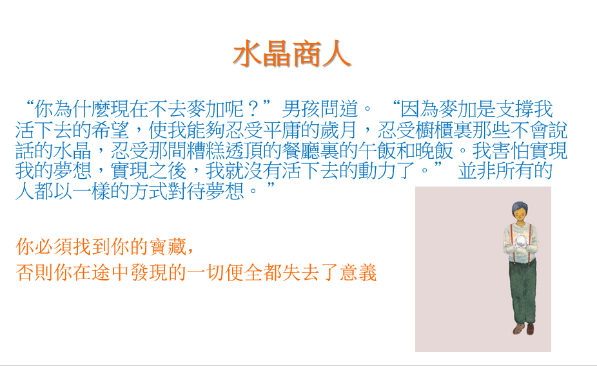 水晶商人
“你為什麼現在不去麥加呢？”男孩問道。 “因為麥加是支撐我
活下去的希望，使我能夠忍受平庸的歲月，忍受櫥櫃裏那些不會說
話的水晶，忍受那間糟糕透頂的餐廳裏的午飯和晚飯。我害怕實現
我的夢想，實現之後，我就沒有活下去的動力了。” 並非所有的
人都以一樣的方式對待夢想。”
你必須找到你的寶藏，
否則你在途中發現的一切便全都失去了意義